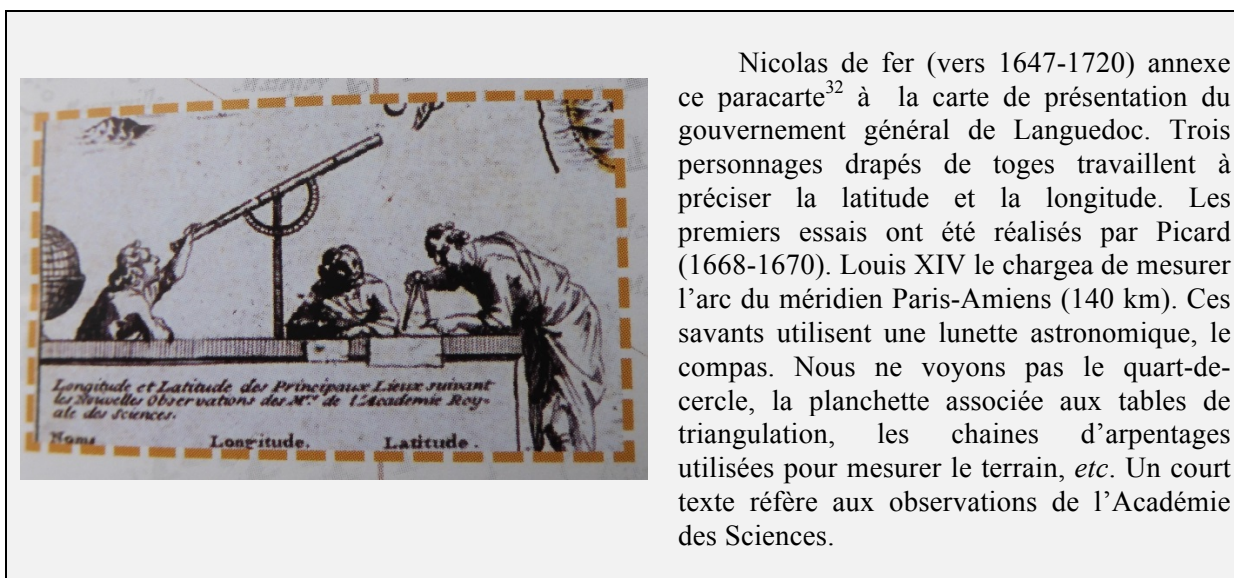 Longitude et Latitude des Principaux Lieux suivant
les Nouvelles Observations des M.rs de l'Academie Roy-
ale des Sciences.
Noms Longitude. Latitude.
Nicolas de fer (vers 1647-1720) annexe
ce paracarte32 à la carte de présentation du
gouvernement général de Languedoc. Trois
personnages drapés de toges travaillent à
préciser la latitude et la longitude. Les
premiers essais ont été réalisés par Picard
(1668-1670). Louis XIV le chargea de mesurer
l'arc du méridien Paris-Amiens (140 km). Ces
savants utilisent une lunette astronomique, le
compas. Nous ne voyons pas le quart-de-
cercle, la planchette associée aux tables de
triangulation, les chaines d'arpentages
utilisées pour mesurer le terrain, etc. Un court
texte réfère aux observations de l'Académie
des Sciences.